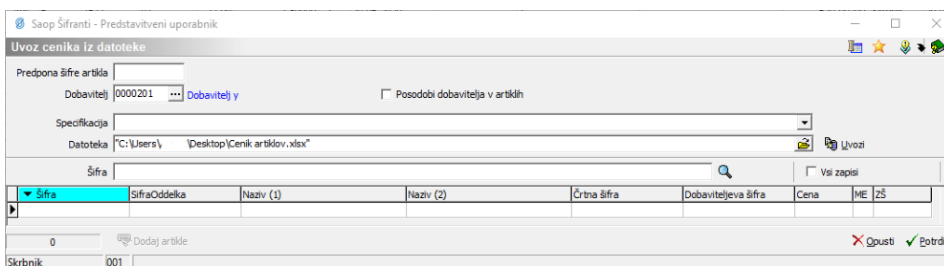 Saop Šifranti - Predstavitveni uporabnik
Uvoz cenika iz datoteke
Predpona šifre artikla
Dobavitelj 0000201 ... Dobavitelj y Posodobi dobavitelja v artiklih
Specifikacija
Datoteka "C:\Users\ \Desktop\Cenik artiklov.xlsx" Uvozi
Šifra Vsi zapisi
Šifra SifraOddelka Naziv (1) Naziv (2) Črtna šifra Dobaviteljeva šifra Cena ME ZŠ
0 Dodaj artikle Opusti Potrdi
Skrbnik 001